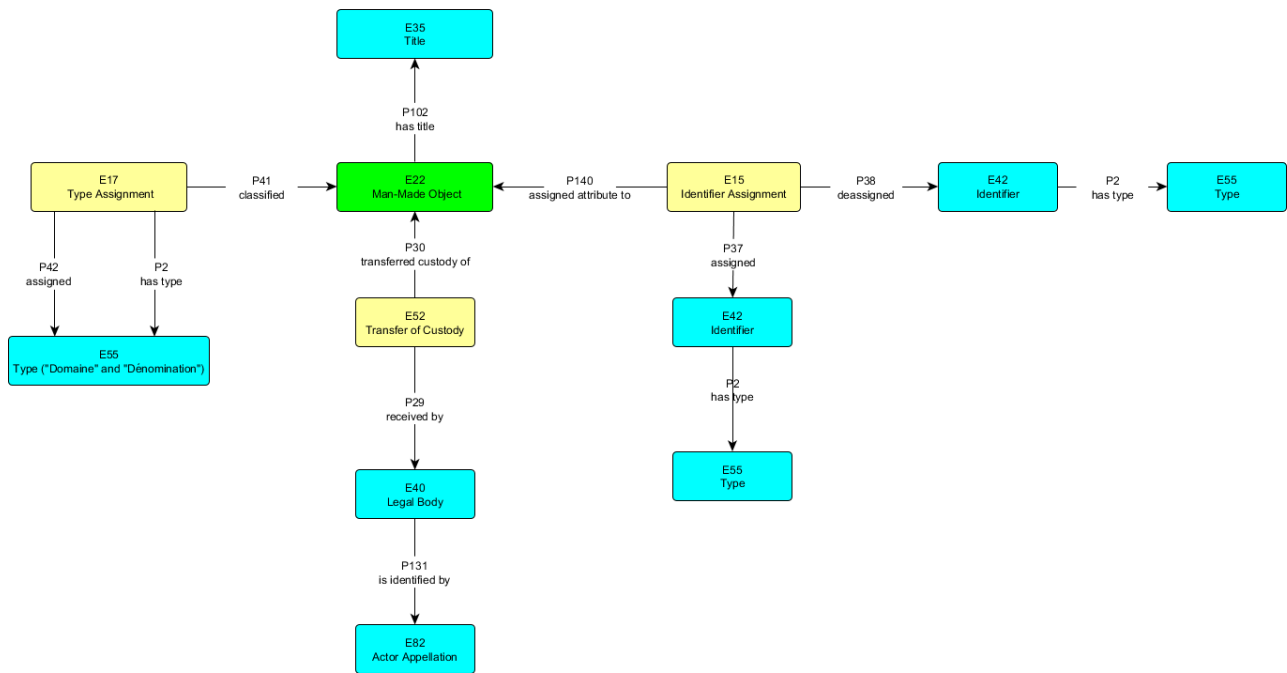 E35
Title
P102
has title
E17
Type Assignment
P41
classified
E22
Man-Made Object
P140
assigned attribute to
E15
Identifier Assignment
P38
deassigned
E42
Identifier
P2
has type
E55
Type
P42
assigned
P2
has type
P30
transferred custody of
P37
assigned
E52
Transfer of Custody
E42
Identifier
E55
Type ("Domaine" and "Dénomination")
P29
received by
P2
has type
E40
Legal Body
E55
Type
P131
is identified by
E82
Actor Appellation